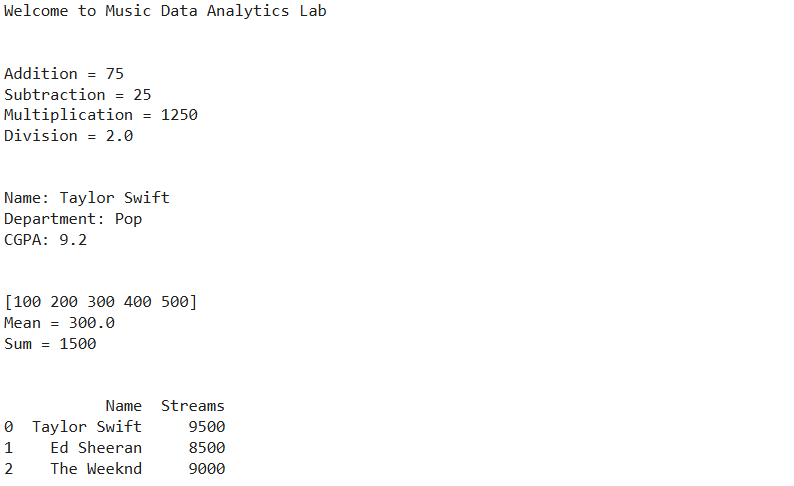 Welcome to Music Data Analytics Lab
Addition = 75
Subtraction = 25
Multiplication = 1250
Division = 2.0
Name: Taylor Swift
Department: Pop
CGPA: 9.2
[100 200 300 400 500]
Mean = 300.0
Sum = 1500
Name  Streams
0  Taylor Swift     9500
1    Ed Sheeran     8500
2    The Weeknd     9000